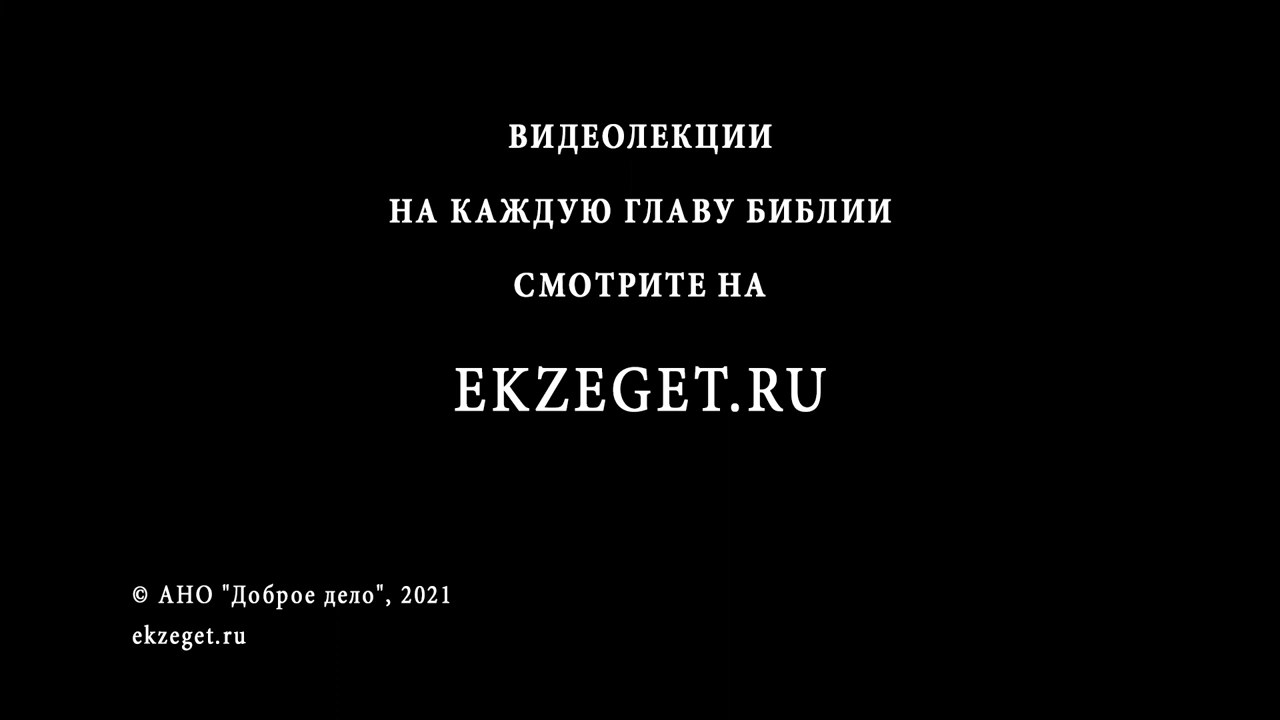 ВИДЕОЛЕКЦИИ
НА КАЖДУЮ ГЛАВУ БИБЛИИ
СМОТРИТЕ НА
EKZEGET.RU
© АНО "Доброе дело", 2021
ekzeget.ru